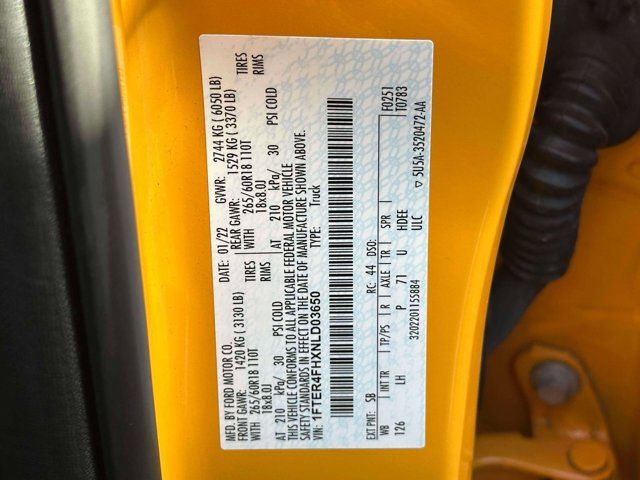 MFD. BY FORD MOTOR CO.
DATE: 01/22
GVWR: 2744 KG ( 6050 LB)
FRONT GAWR: 1420 KG ( 3130 LB)
REAR GAWR: 1529 KG ( 3370 LB)
WITH 265/60R18 110T
WITH 265/60R18 110T TIRES
18x8.0J
18x8.0J RIMS
AT 210 kPa/ 30 PSI COLD
AT 210 kPa/ 30 PSI COLD
THIS VEHICLE CONFORMS TO ALL APPLICABLE FEDERAL MOTOR VEHICLE
SAFETY STANDARDS IN EFFECT ON THE DATE OF MANUFACTURE SHOWN ABOVE.
VIN: 1FTER4FHXNLD03650
TYPE: Truck
EXT PNT: SB RC: 44 DSO: F0251
T0783
WB INT TR TP/PS R AXLE TR SPR
126 LH P 71 U HDEE
3202201155884 ULC
▽ 5U5A-3520472-AA